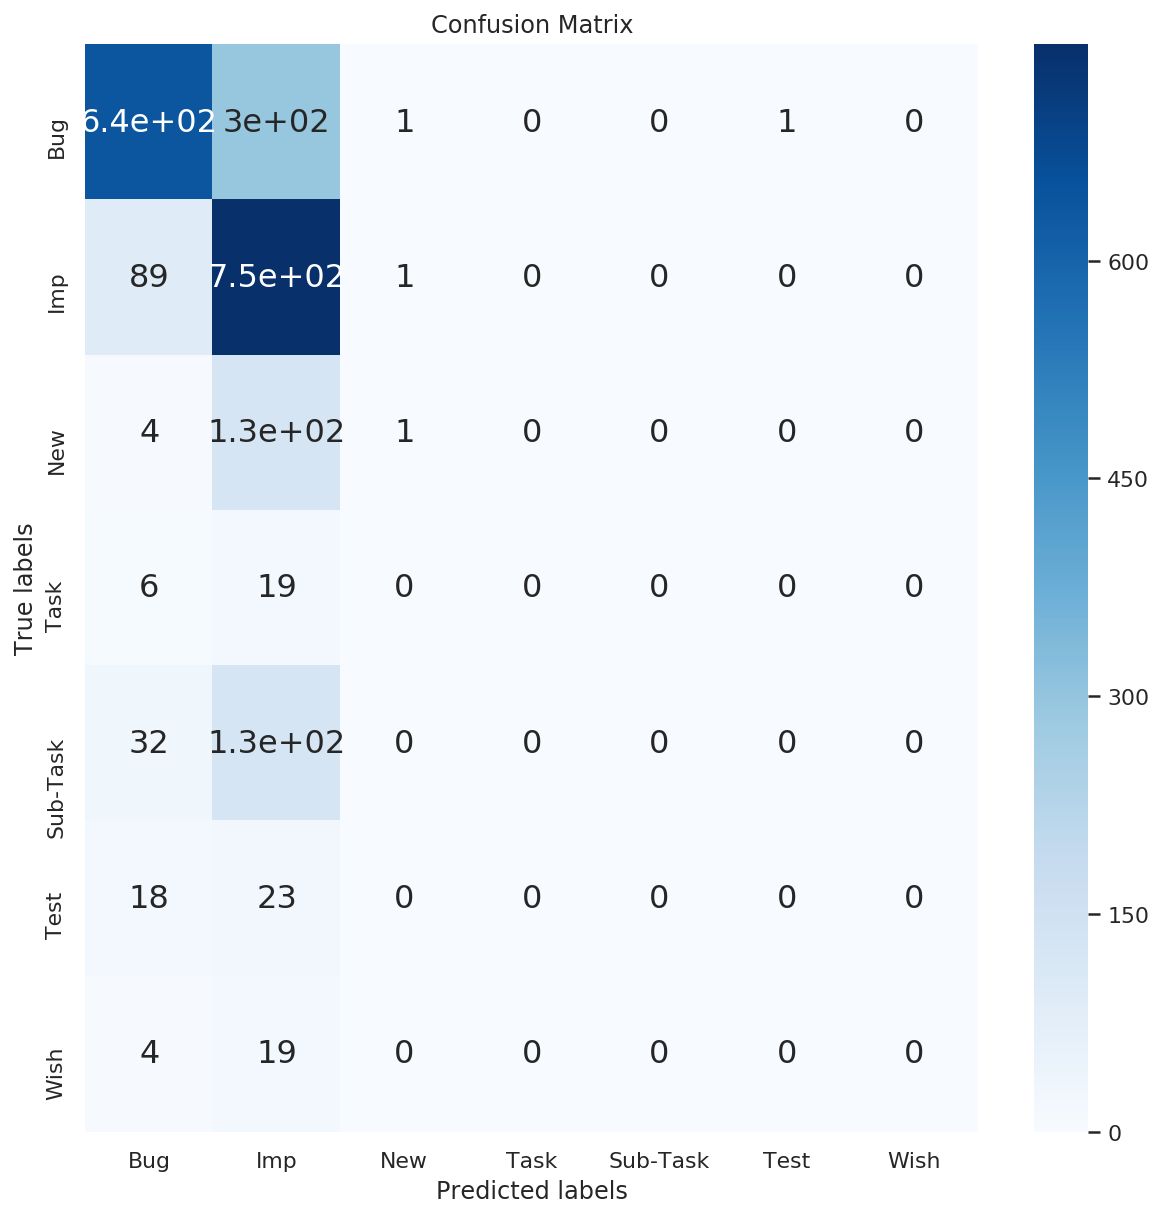 Confusion Matrix
Bug 6.4e+02 3e+02 1 0 0 1 0
Imp 89 7.5e+02 1 0 0 0 0
New 4 1.3e+02 1 0 0 0 0
Task 6 19 0 0 0 0 0
Sub-Task 32 1.3e+02 0 0 0 0 0
Test 18 23 0 0 0 0 0
Wish 4 19 0 0 0 0 0
True labels
Bug Imp New Task Sub-Task Test Wish
Predicted labels
600
450
300
150
0